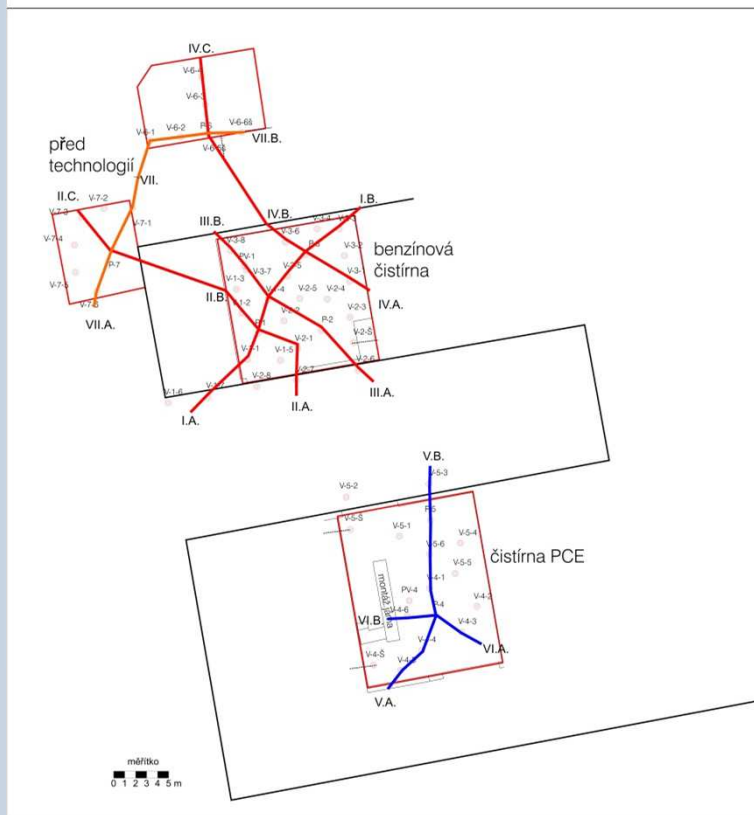 IV.C.
V-6-4
V-6-3
V-6-1
V-6-2
V-6-6š
VII.B.
před
technologií
VII.
II.C.
V-7-2
V-7-3
V-7-1
V-7-4
P-7
V-7-5
VII.A.
I.B.
IV.B.
III.B.
V-3-8
V-3-6
V-3-2
PV-1
V-3-7
V-1-3
II.B.
V-2-5
V-2-4
V-2-3
IV.A.
benzínová
čistírna
P-2
V-2-Š
V-2-1
V-1-5
V-2-6
V-2-7
V-2-8
V-1-6
I.A.
II.A.
III.A.
V.B.
V-5-3
V-5-2
V-5-Š
V-5-1
V-5-4
V-5-6
V-5-5
čistírna PCE
V-4-1
PV-4
montáž. jáma
P-4
V-4-6
V-4-3
VI.B.
VI.A.
V-4-Š
V.A.
měřítko
0 1 2 3 4 5 m